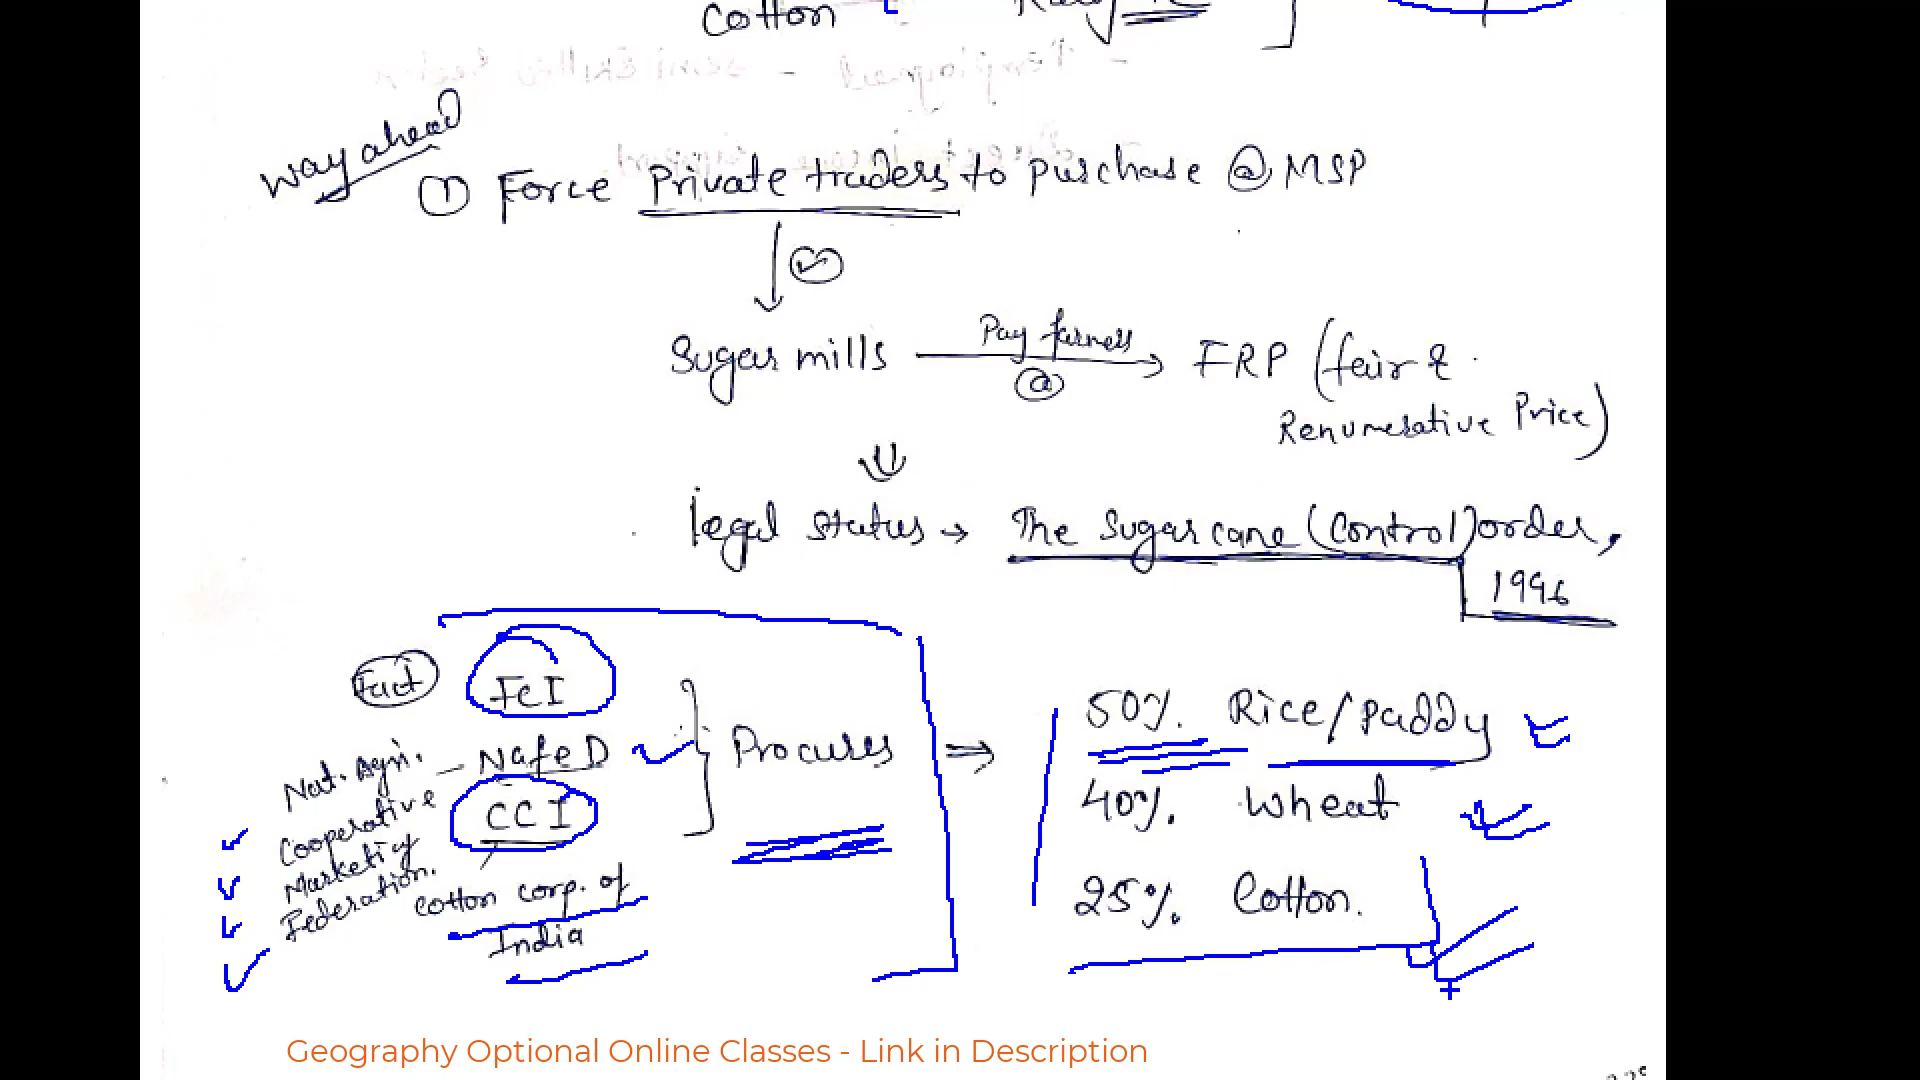 Cotton
Way ahead
① Force Private traders to purchase @ MSP
Sugar mills Pay farmers @ → FRP (fair &
Renumerative Price)
legal status → The Sugarcane (Control) order,
1996
Fact FCI
Nat. Agri. Cooperative Marketing Federation. — NafeD
CCI
Cotton corp. of
India
Procures ⇒
50%. Rice/paddy
40%. Wheat
25%. Cotton.
Geography Optional Online Classes - Link in Description